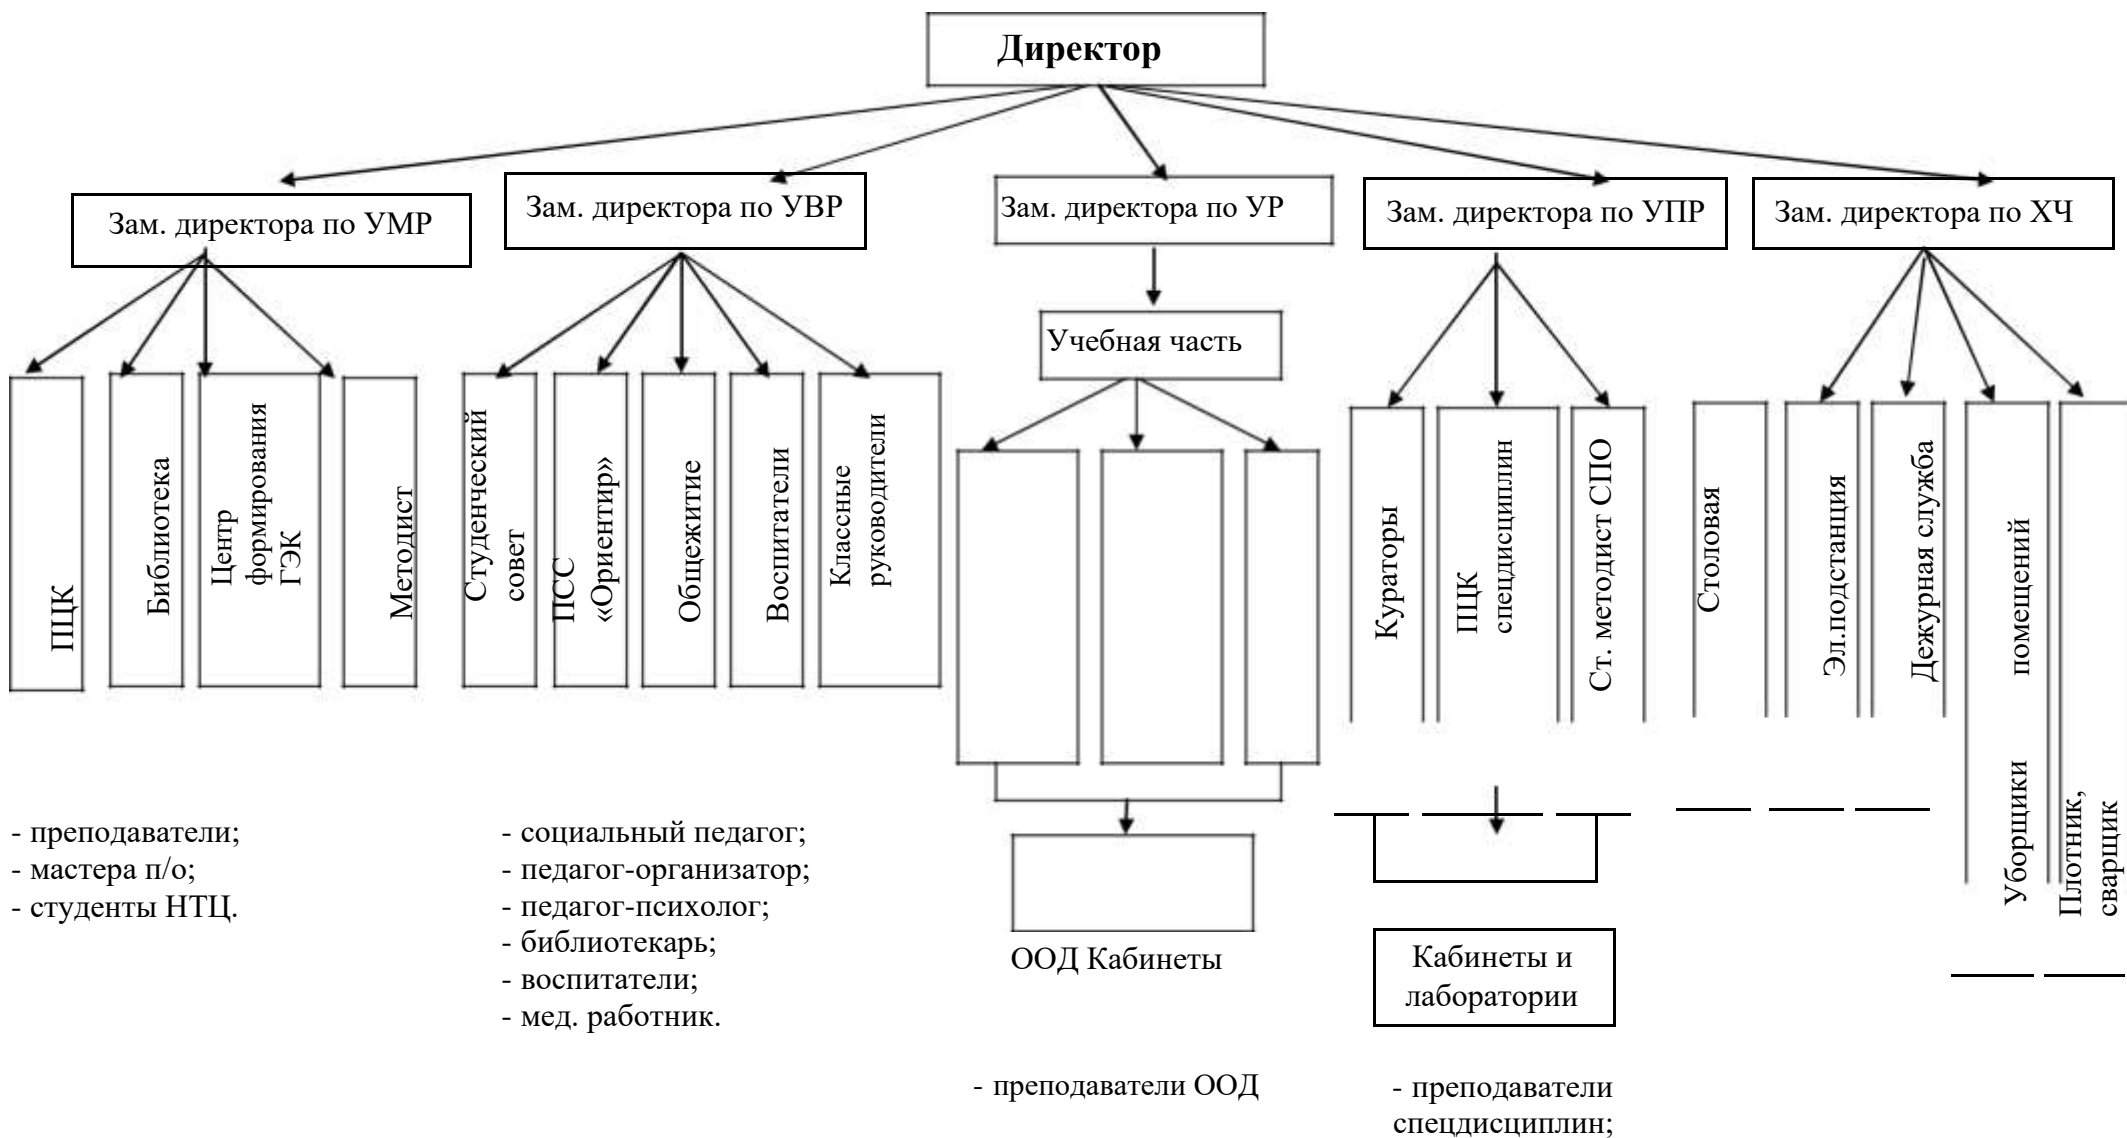 Директор
Зам. директора по УМР
Зам. директора по УВР
Зам. директора по УР
Зам. директора по УПР
Зам. директора по ХЧ
Учебная часть
ПЦК
Библиотека
Центр
формирования
ГЭК
Методист
Студенческий
совет
ПСС
«Ориентир»
Общежитие
Воспитатели
Классные
руководители
Кураторы
ПЦК
спецдисциплин
Ст. методист СПО
Столовая
Эл.подстанция
Дежурная служба
Уборщики помещений
Плотник,
сварщик
- преподаватели;
- мастера п/о;
- студенты НТЦ.
- социальный педагог;
- педагог-организатор;
- педагог-психолог;
- библиотекарь;
- воспитатели;
- мед. работник.
ООД Кабинеты
Кабинеты и
лаборатории
- преподаватели ООД
- преподаватели
спецдисциплин;